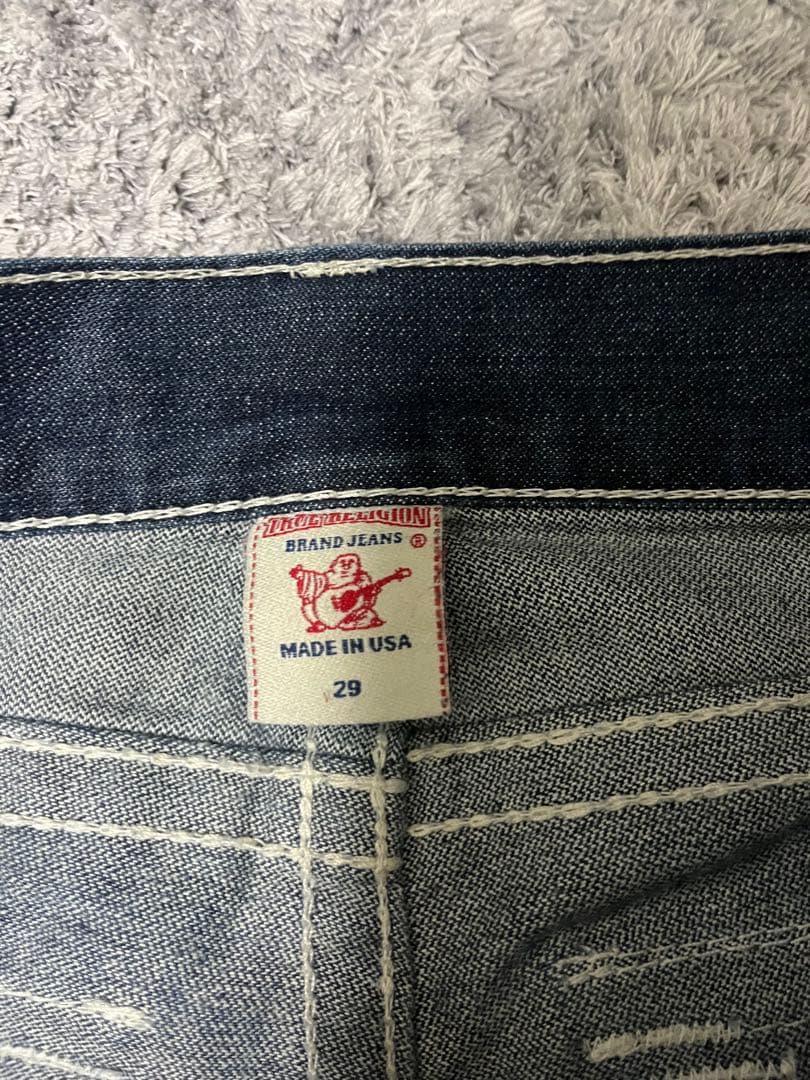 TRUE RELIGION
BRAND JEANS ®
MADE IN USA
29